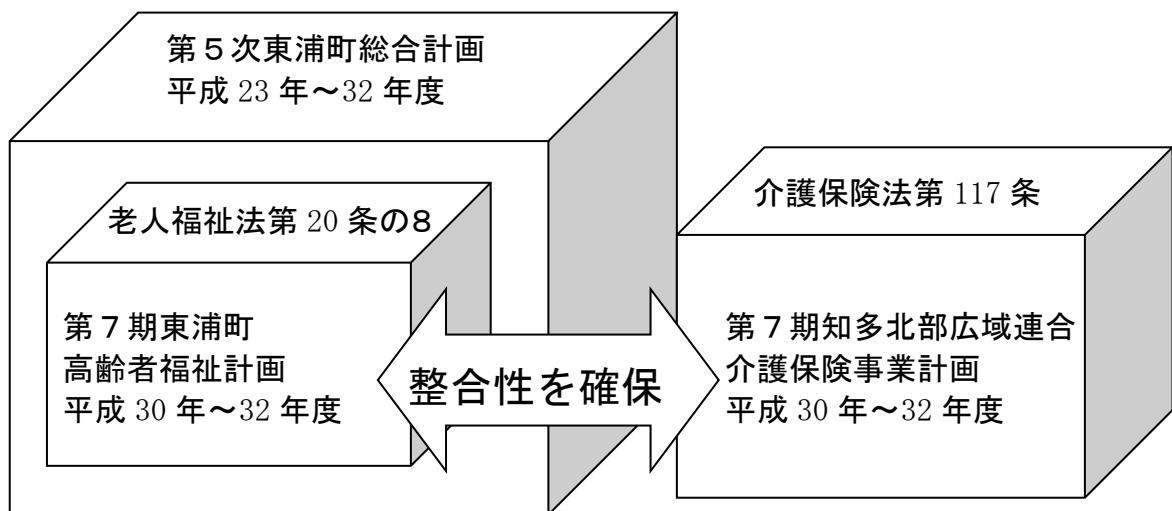 第５次東浦町総合計画
平成 23 年～32 年度
老人福祉法第 20 条の８
第７期東浦町
高齢者福祉計画
平成 30 年～32 年度
整合性を確保
介護保険法第 117 条
第７期知多北部広域連合
介護保険事業計画
平成 30 年～32 年度